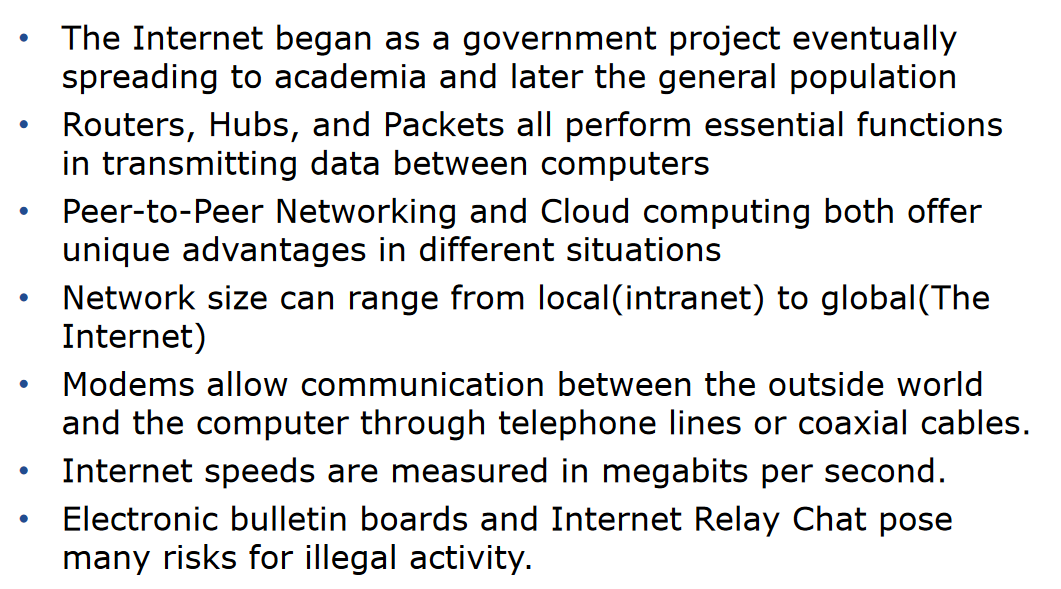 • The Internet began as a government project eventually
spreading to academia and later the general population
• Routers, Hubs, and Packets all perform essential functions
in transmitting data between computers
• Peer-to-Peer Networking and Cloud computing both offer
unique advantages in different situations
• Network size can range from local(intranet) to global(The
Internet)
• Modems allow communication between the outside world
and the computer through telephone lines or coaxial cables.
• Internet speeds are measured in megabits per second.
• Electronic bulletin boards and Internet Relay Chat pose
many risks for illegal activity.